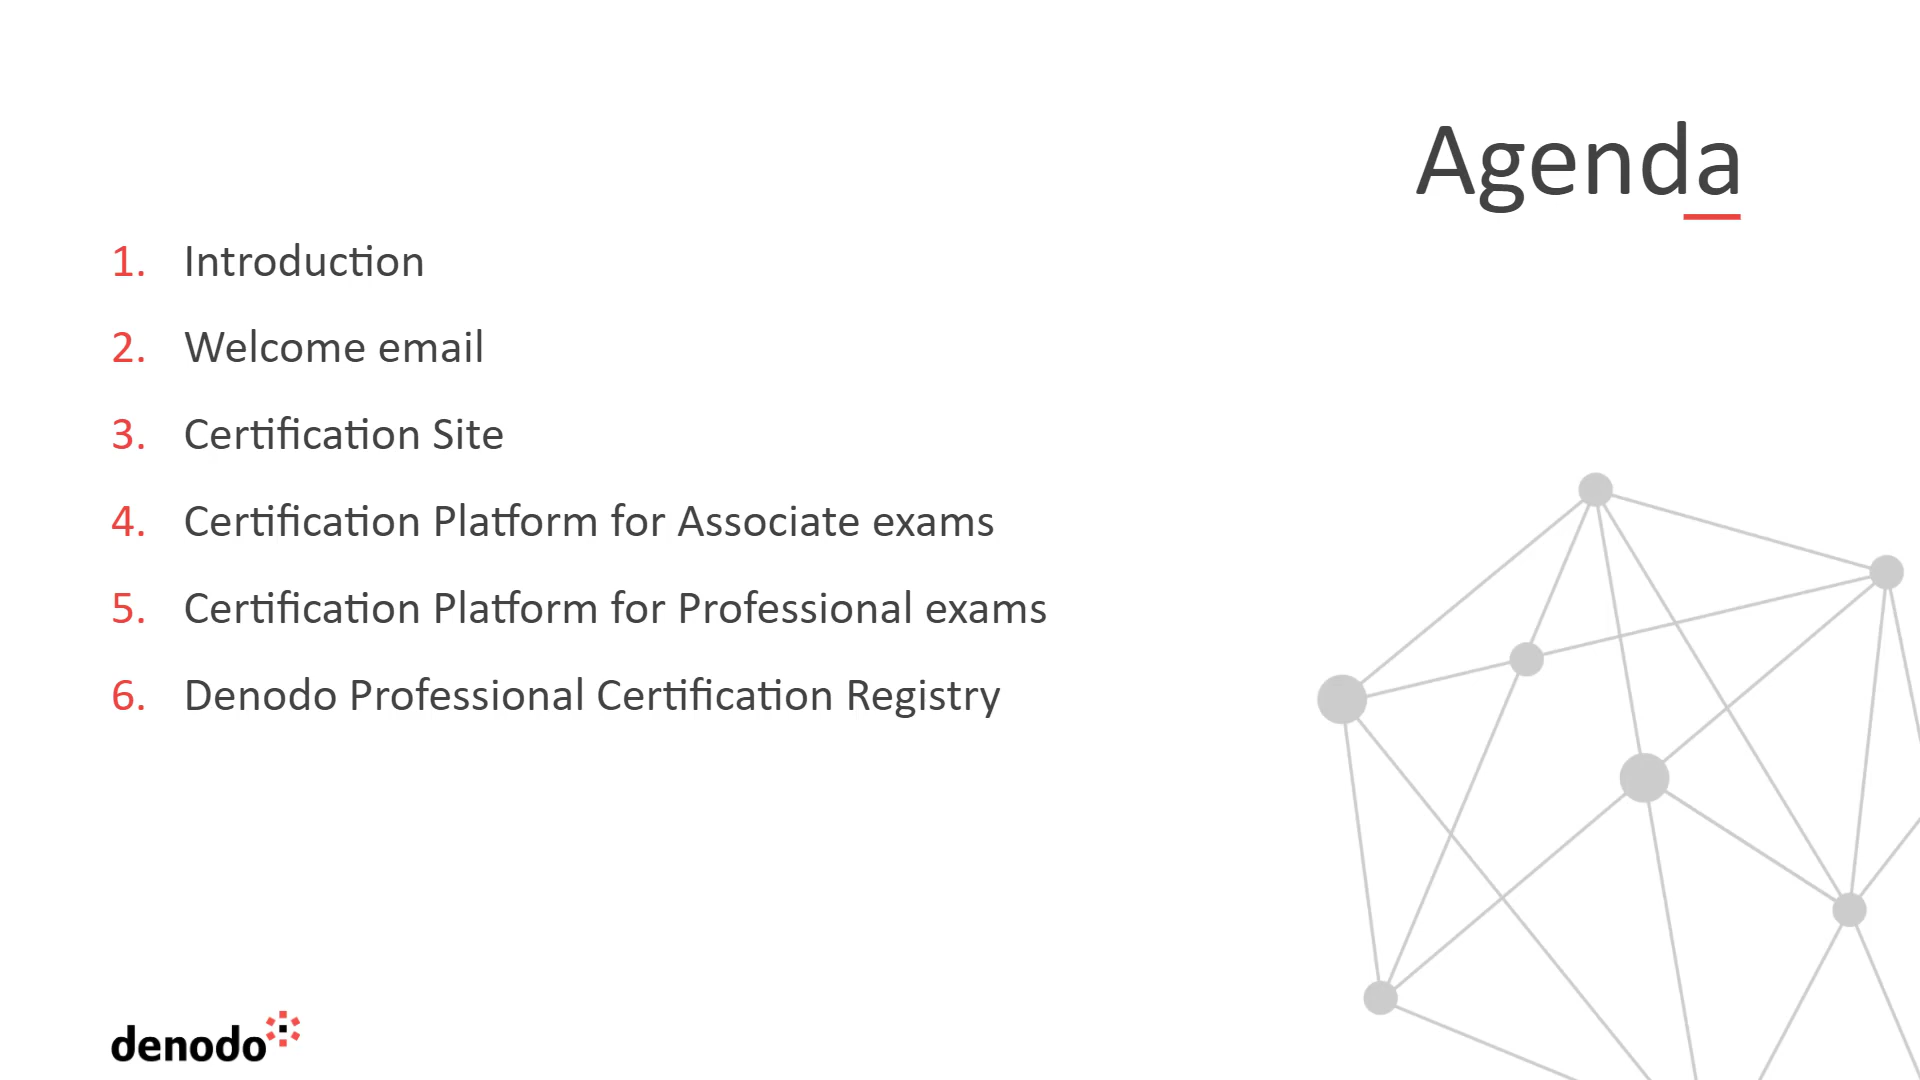 Agenda
1. Introduction
2. Welcome email
3. Certification Site
4. Certification Platform for Associate exams
5. Certification Platform for Professional exams
6. Denodo Professional Certification Registry
denodo